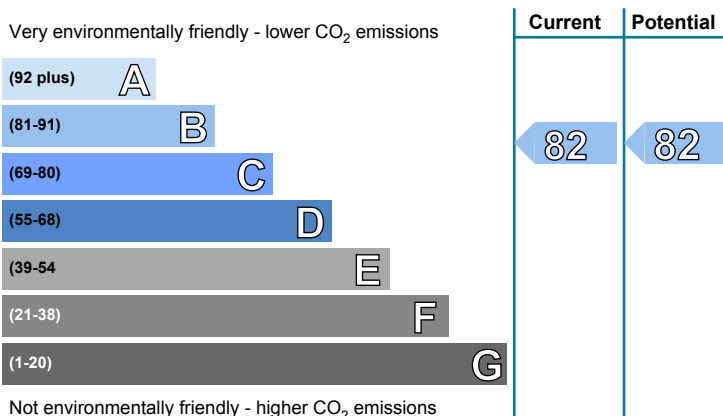 Very environmentally friendly - lower CO₂ emissions
Current Potential
(92 plus) A
(81-91) B
82 82
(69-80) C
(55-68) D
(39-54 E
(21-38) F
(1-20) G
Not environmentally friendly - higher CO₂ emissions